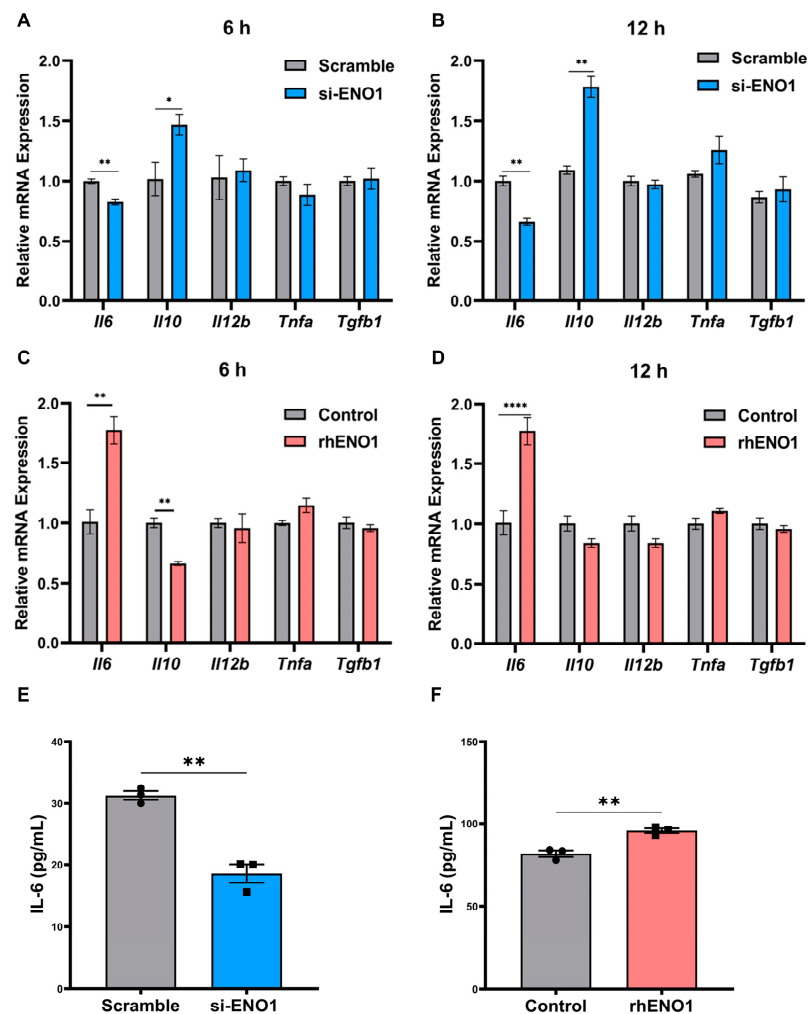 A
6 h
Relative mRNA Expression
2.0
1.5
1.0
0.5
0.0
Scramble
si-ENO1
**
*
Il6 Il10 Il12b Tnfa Tgfb1
B
12 h
Relative mRNA Expression
2.0
1.5
1.0
0.5
0.0
Scramble
si-ENO1
**
**
Il6 Il10 Il12b Tnfa Tgfb1
C
6 h
Relative mRNA Expression
2.0
1.5
1.0
0.5
0.0
Control
rhENO1
**
**
Il6 Il10 Il12b Tnfa Tgfb1
D
12 h
Relative mRNA Expression
2.0
1.5
1.0
0.5
0.0
Control
rhENO1
****
Il6 Il10 Il12b Tnfa Tgfb1
E
IL-6 (pg/mL)
40
30
20
10
0
**
Scramble si-ENO1
F
IL-6 (pg/mL)
150
100
50
0
**
Control rhENO1